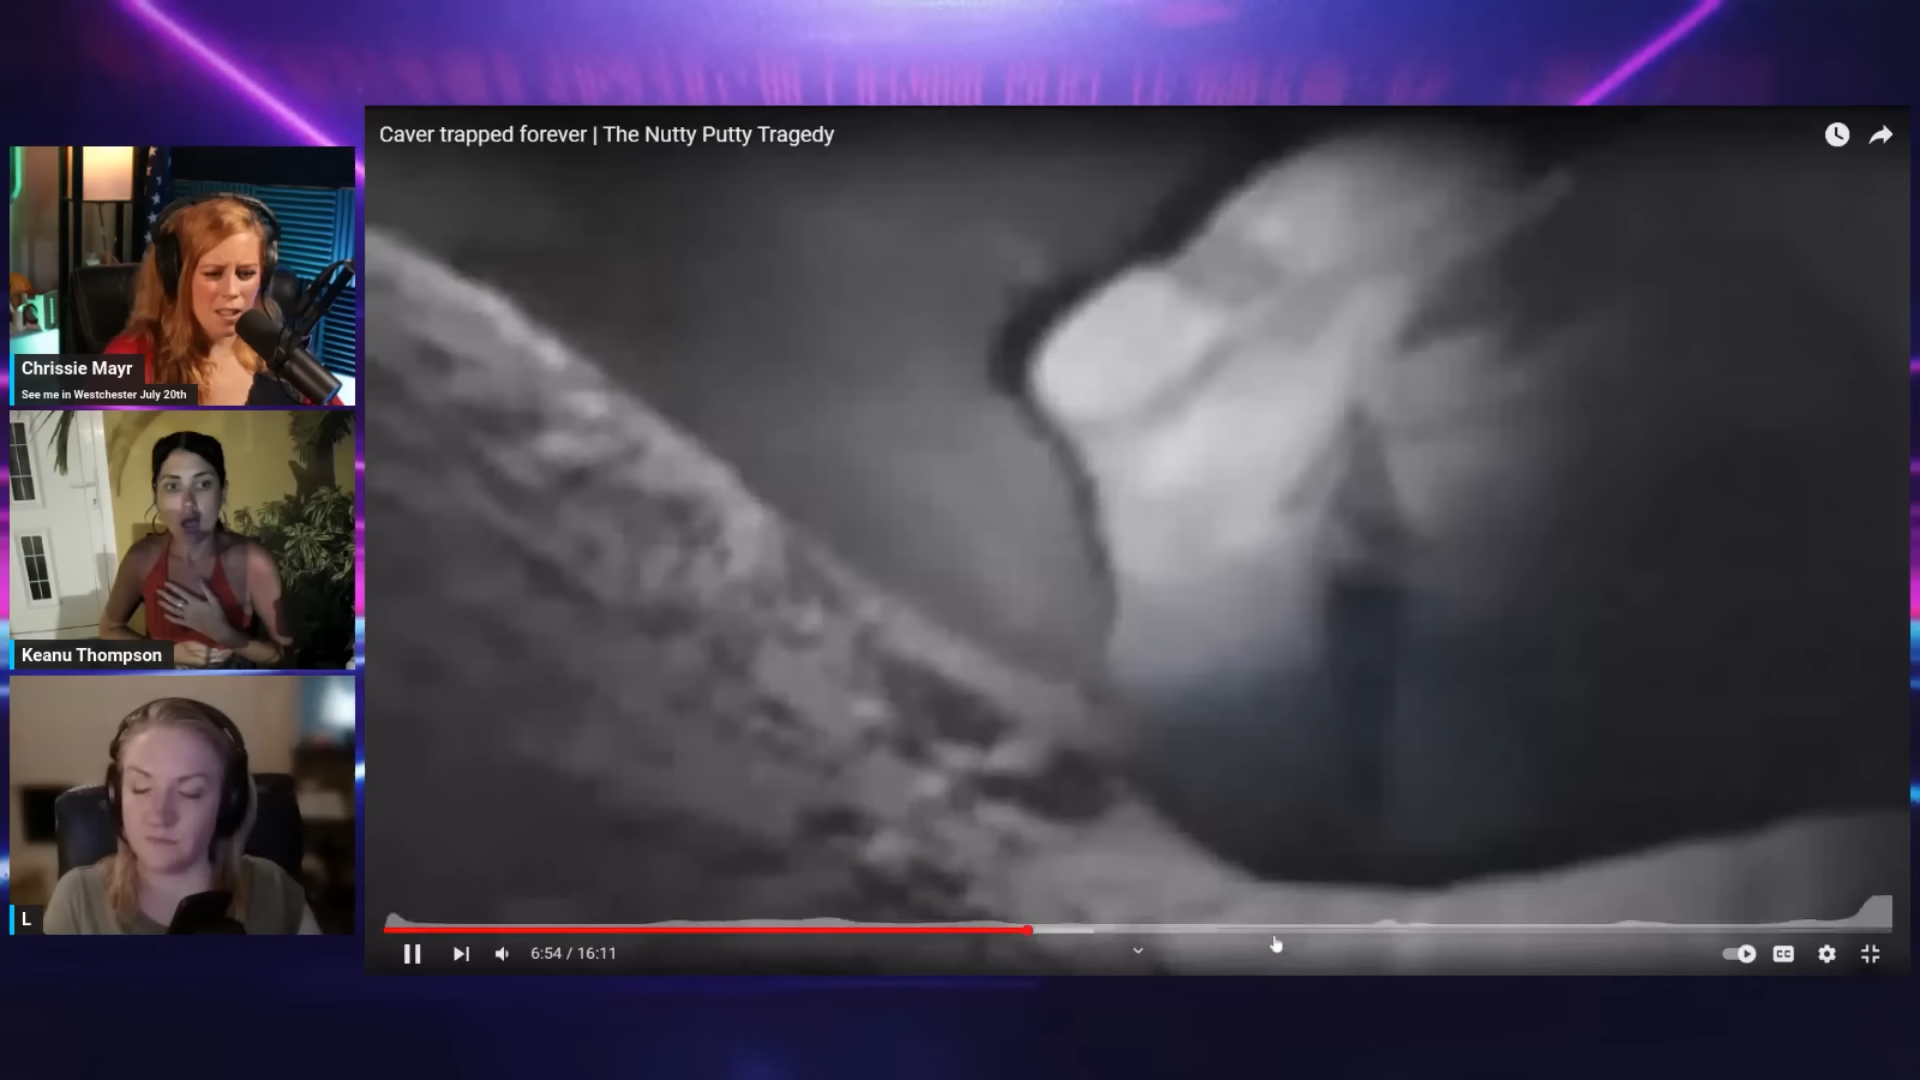 Caver trapped forever | The Nutty Putty Tragedy
Chrissie Mayr
See me in Westchester July 20th
Keanu Thompson
L
6:54 / 16:11
CC